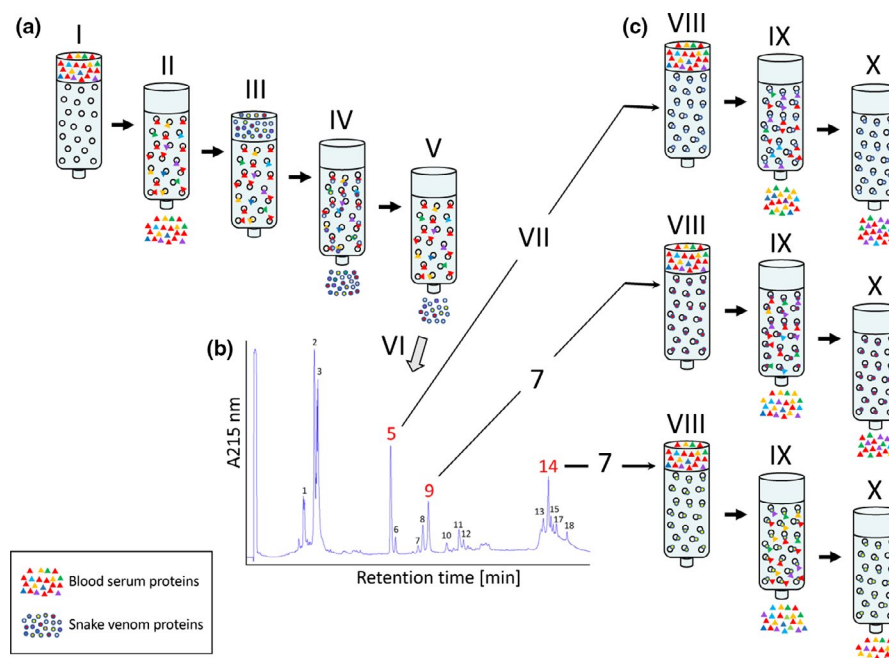 (a)
I
II
III
IV
V
VI
VII
(b)
A215 nm
Retention time [min]
1
2
3
5
6
7
8
9
10
11
12
13
14
15
17
18
7
7
(c)
VIII
IX
X
VIII
IX
X
VIII
IX
X
Blood serum proteins
Snake venom proteins